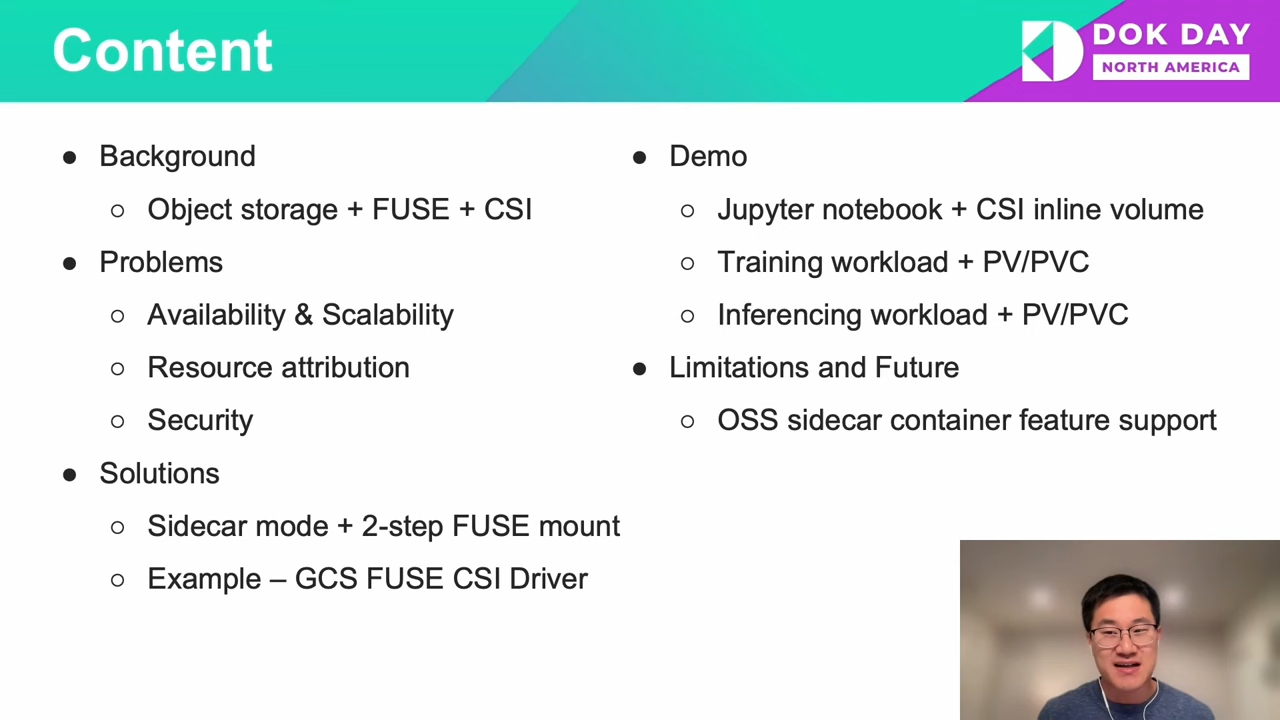 Content
DOK DAY
NORTH AMERICA
● Background
○ Object storage + FUSE + CSI
● Problems
○ Availability & Scalability
○ Resource attribution
○ Security
● Solutions
○ Sidecar mode + 2-step FUSE mount
○ Example – GCS FUSE CSI Driver
● Demo
○ Jupyter notebook + CSI inline volume
○ Training workload + PV/PVC
○ Inferencing workload + PV/PVC
● Limitations and Future
○ OSS sidecar container feature support